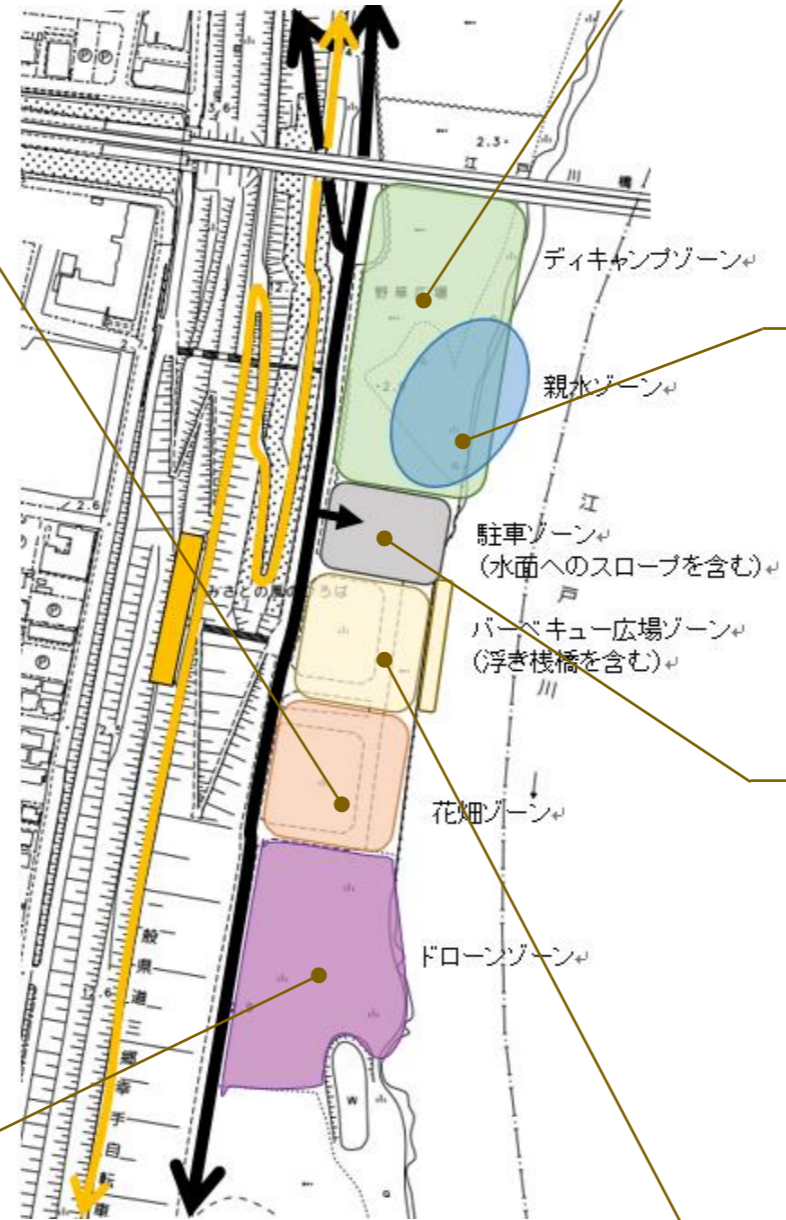 3.6
2.3
江戸川橋
ディキャンプゾーン↵
野草広場
親水ゾーン↵
2.6
江戸川
駐車ゾーン↵
(水面へのスロープを含む)↵
みさとの風のひろば
バーベキュー広場ゾーン↵
(浮き桟橋を含む)↵
花畑ゾーン↵
ドローンゾーン↵
12.6
一般県道三郷幸手自転車
W